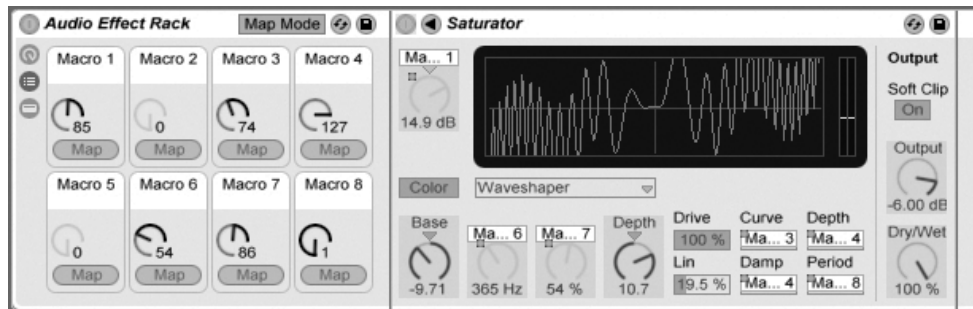 Audio Effect Rack Map Mode
Macro 1 Macro 2 Macro 3 Macro 4
85 0 74 127
Map Map Map Map
Macro 5 Macro 6 Macro 7 Macro 8
0 54 86 1
Map Map Map Map
Saturator
Ma... 1
14.9 dB
Color Waveshaper
Base Ma... 6 Ma... 7 Depth
-9.71 365 Hz 54 % 10.7
Drive Curve Depth
100 % Ma... 3 Ma... 4
Lin Damp Period
19.5 % Ma... 4 Ma... 8
Output
Soft Clip
On
Output
-6.00 dB
Dry/Wet
100 %